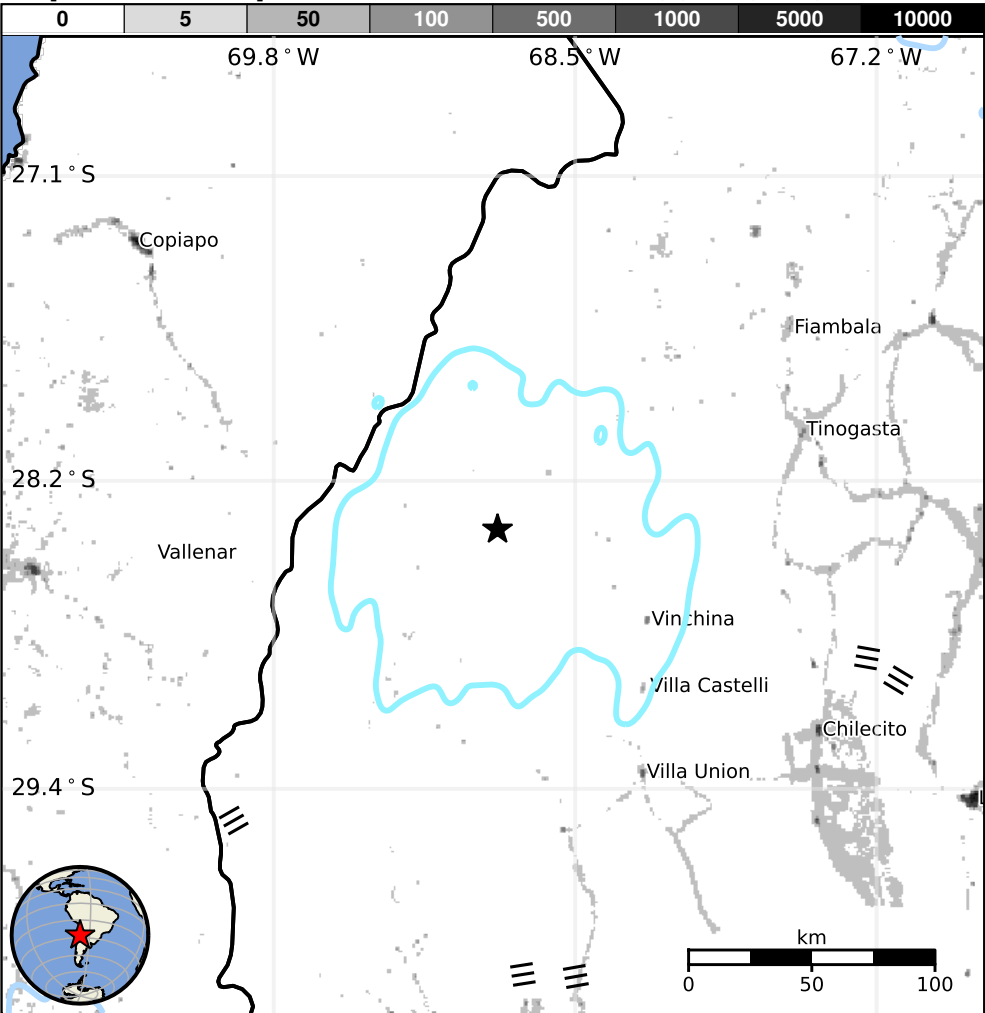 0 5 50 100 500 1000 5000 10000
69.8°W 68.5°W 67.2°W
27.1°S
Copiapo
Fiambala
Tinogasta
28.2°S
Vallenar
Vinchina
Villa Castelli
Chilecito
Villa Union
29.4°S
km
0 50 100